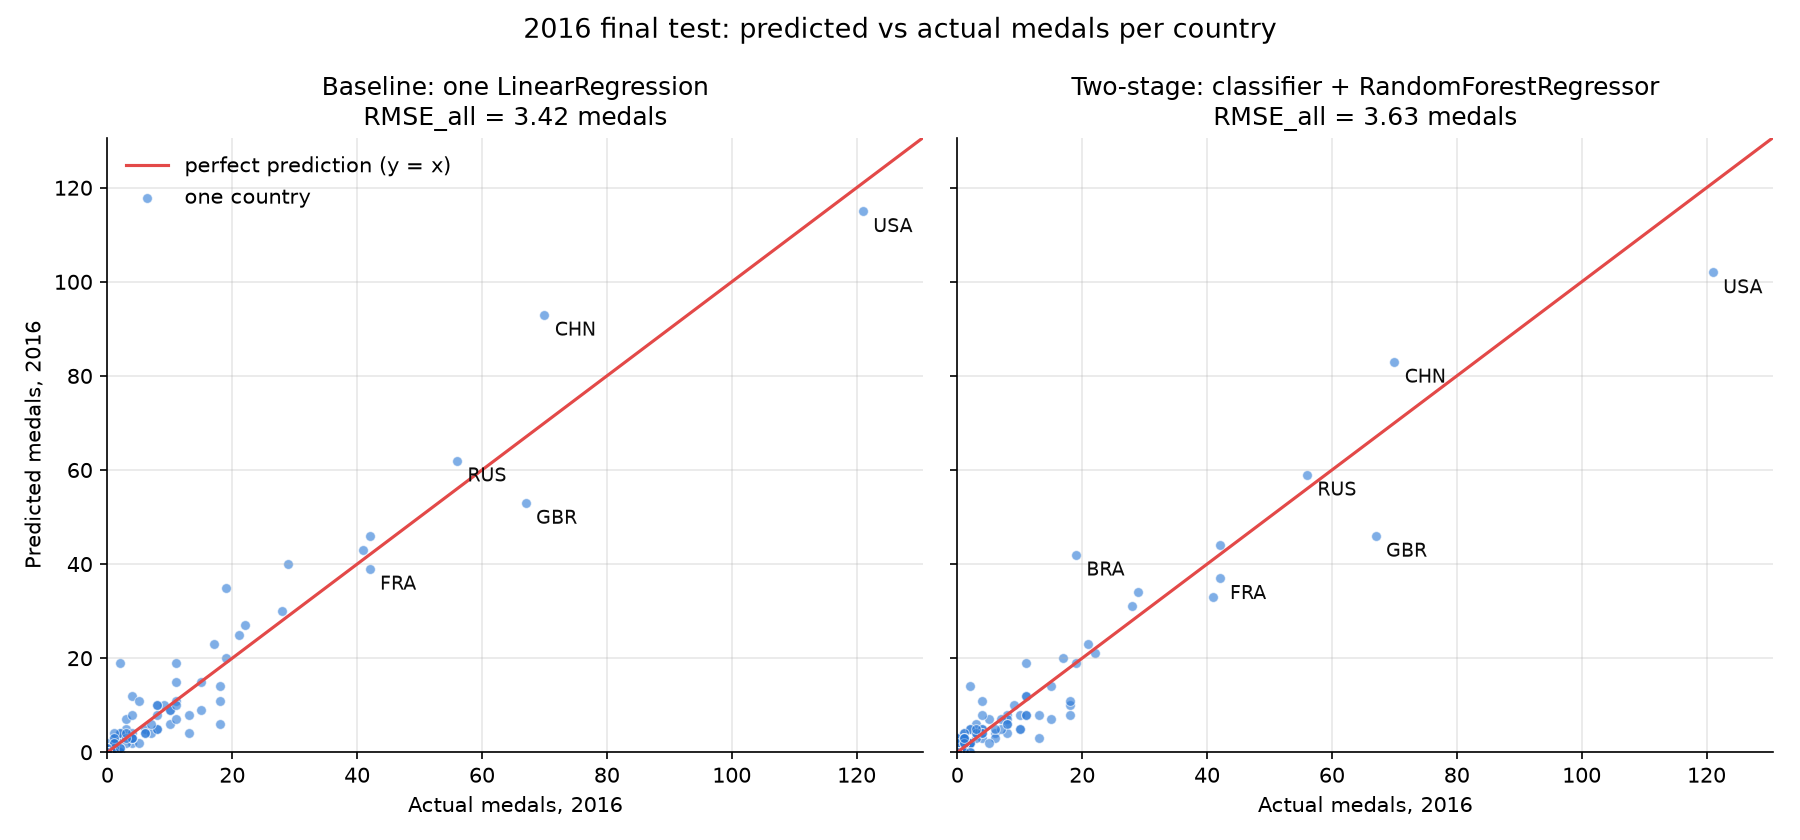 2016 final test: predicted vs actual medals per country
Baseline: one LinearRegression
RMSE_all = 3.42 medals
perfect prediction (y = x)
one country
USA
CHN
RUS
GBR
FRA
120
100
80
60
40
20
0
0 20 40 60 80 100 120
Predicted medals, 2016
Actual medals, 2016
Two-stage: classifier + RandomForestRegressor
RMSE_all = 3.63 medals
USA
CHN
RUS
GBR
BRA
FRA
0 20 40 60 80 100 120
Actual medals, 2016